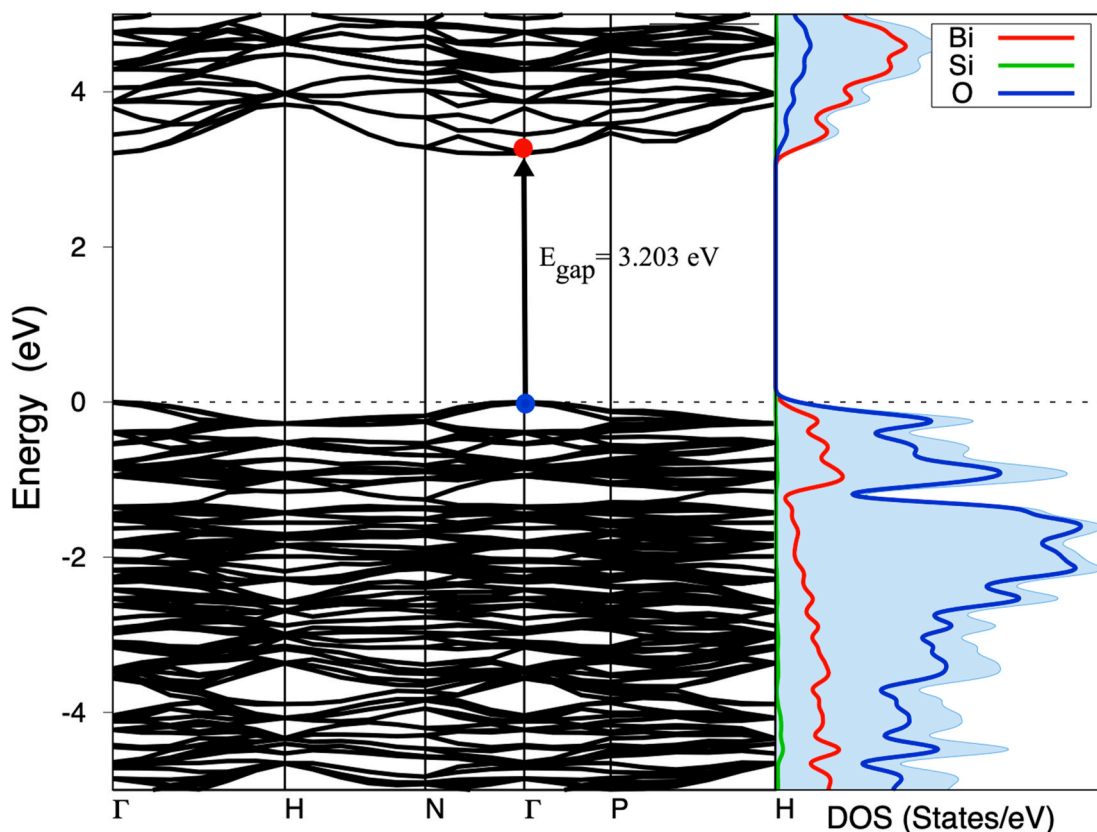 Bi
Si
O
4
2
E_gap= 3.203 eV
0
-2
-4
Energy (eV)
Γ H N Γ P H DOS (States/eV)